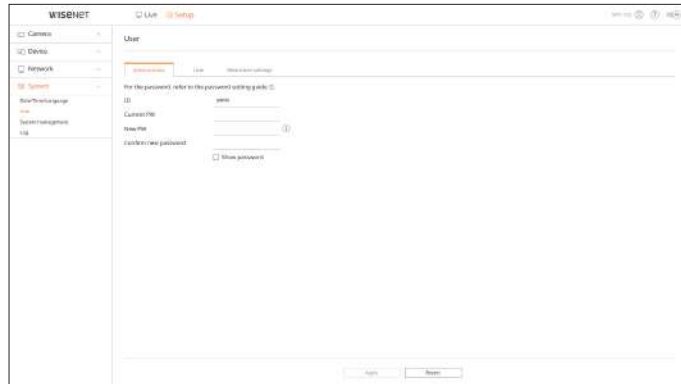 WISENET
Live Setup
Camera
Device
Network
System
Date/Time/Language
User
System management
Log
User
Administrator User Permission settings
For the password, refer to the password setting guide
ID admin
Current PW
New PW
Confirm new password
Show password
Apply Revert